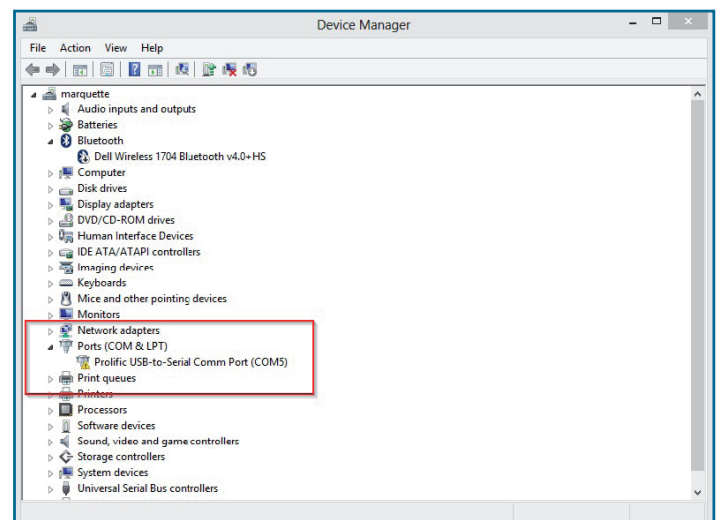 Device Manager
File Action View Help
marquette
Audio inputs and outputs
Batteries
Bluetooth
Dell Wireless 1704 Bluetooth v4.0+HS
Computer
Disk drives
Display adapters
DVD/CD-ROM drives
Human Interface Devices
IDE ATA/ATAPI controllers
Imaging devices
Keyboards
Mice and other pointing devices
Monitors
Network adapters
Ports (COM & LPT)
Prolific USB-to-Serial Comm Port (COM5)
Print queues
Printers
Processors
Software devices
Sound, video and game controllers
Storage controllers
System devices
Universal Serial Bus controllers